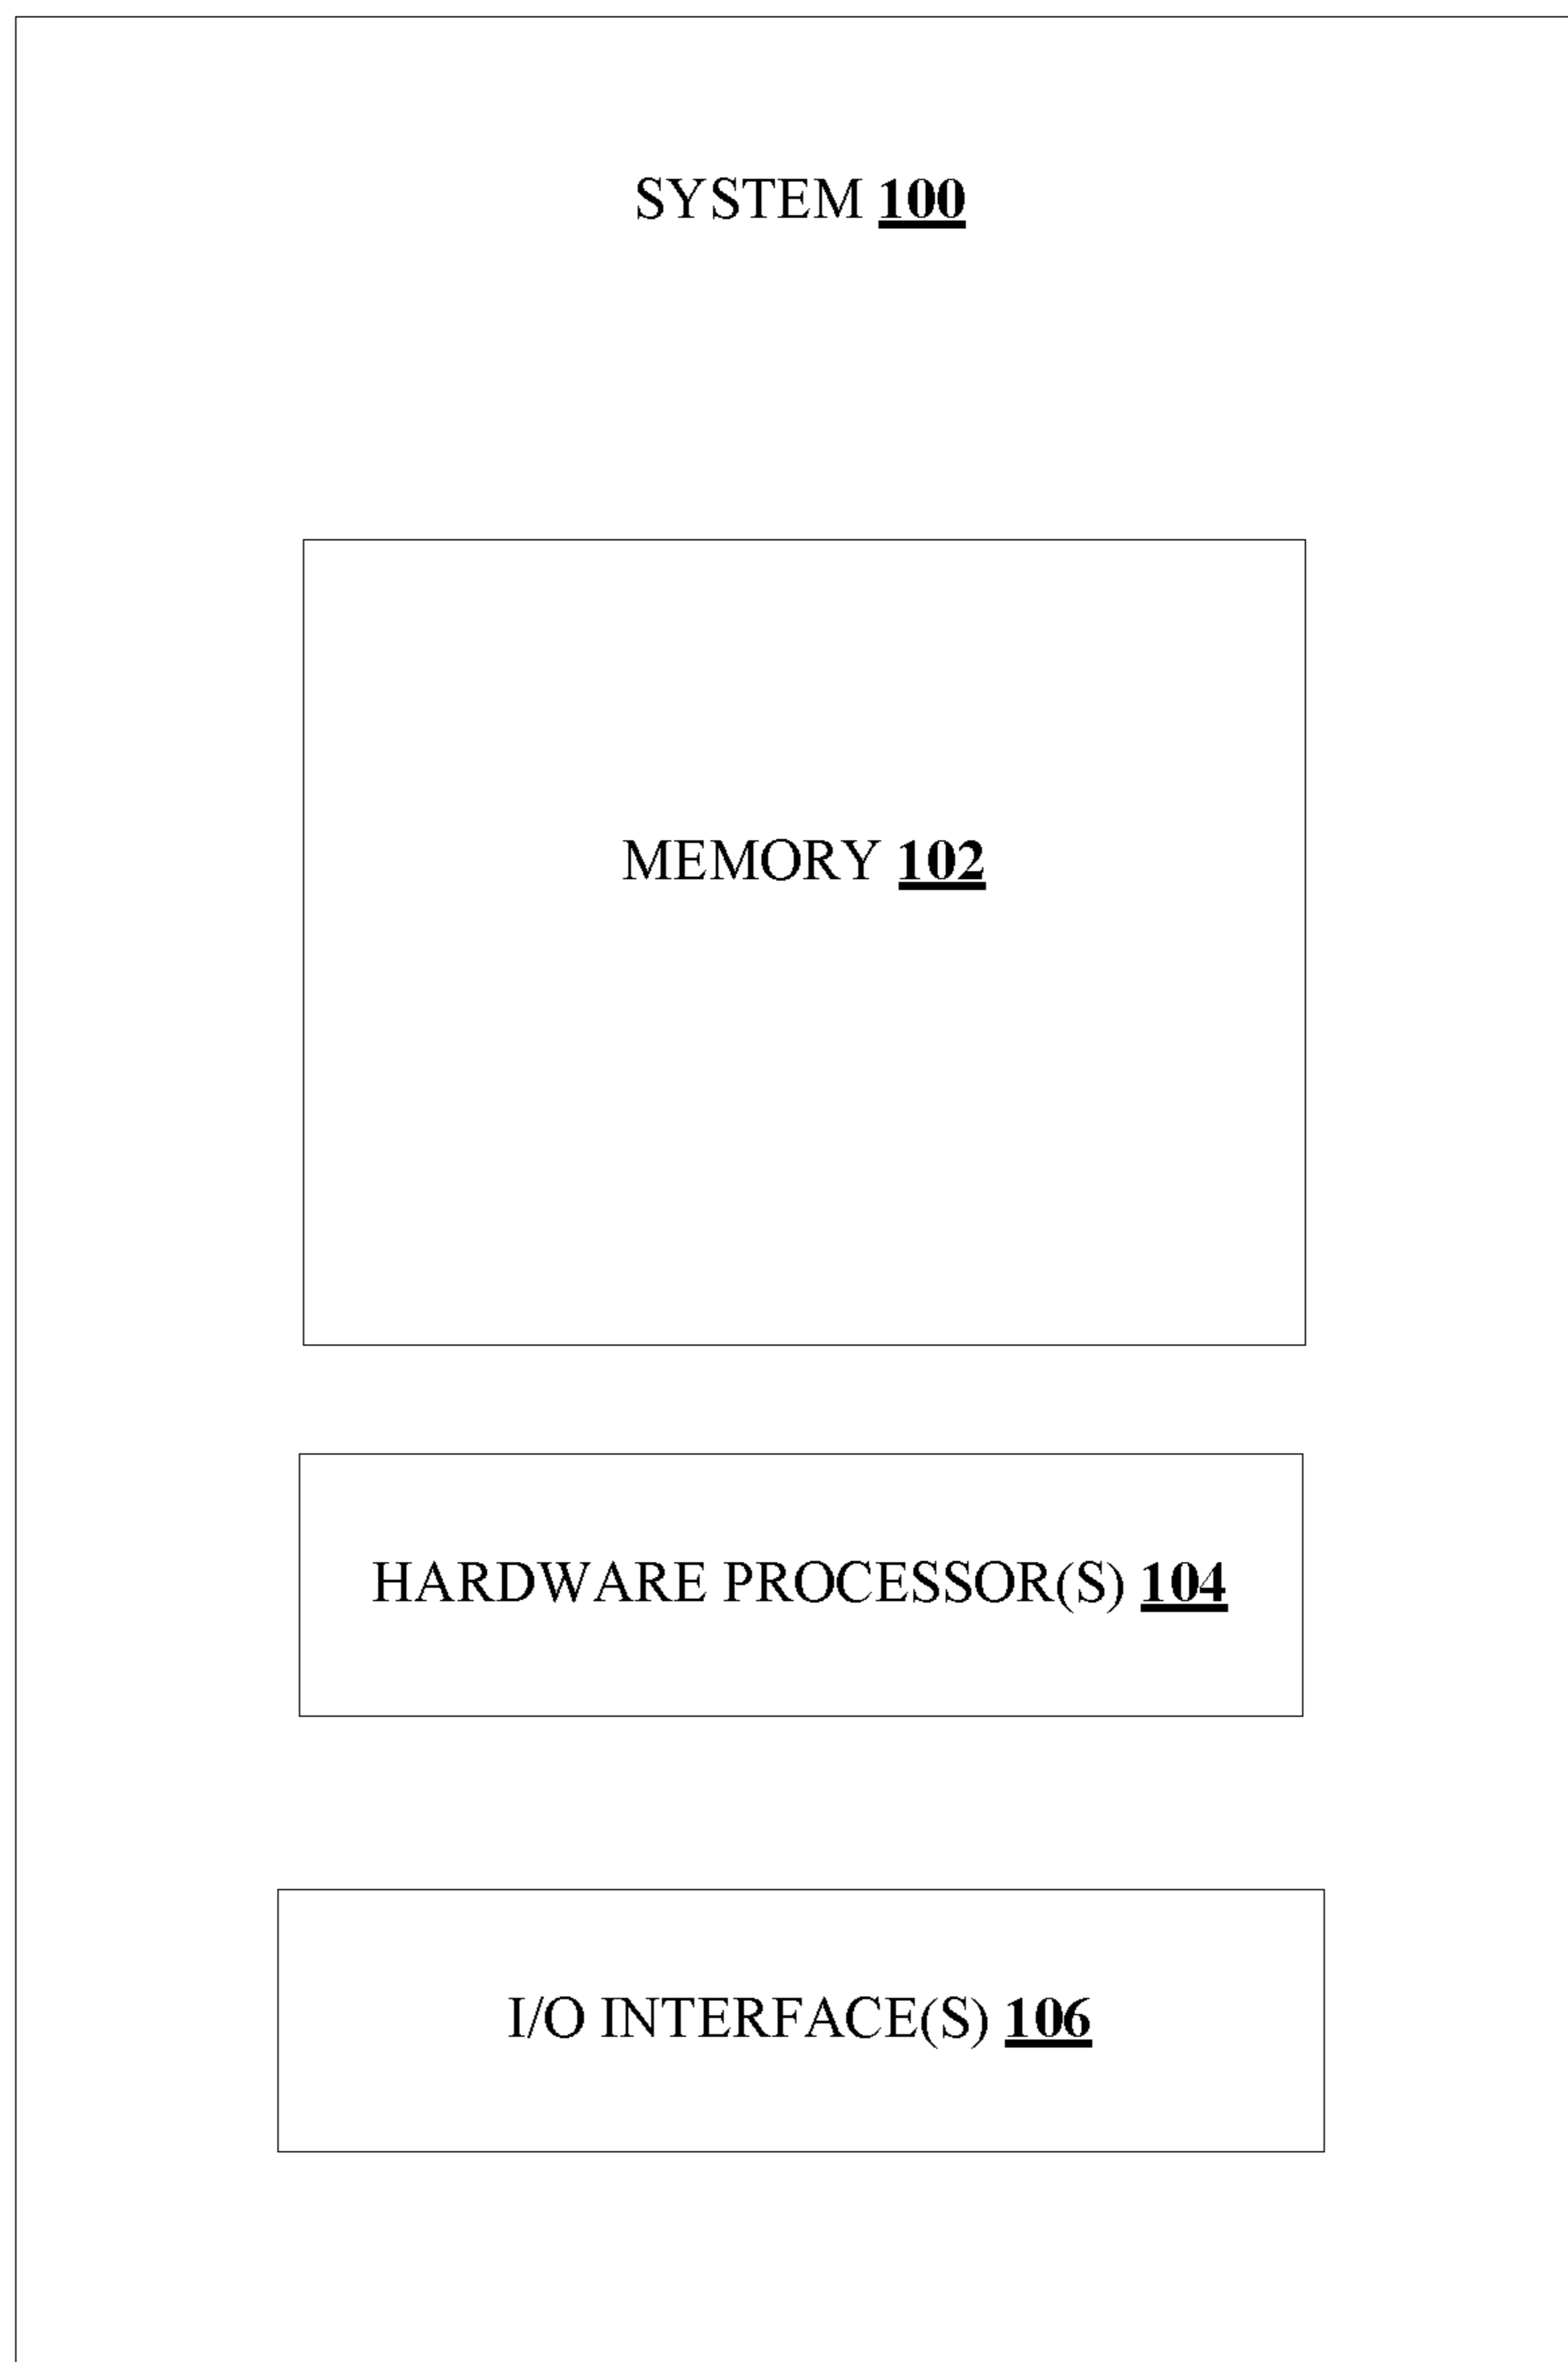 SYSTEM 100
MEMORY 102
HARDWARE PROCESSOR(S) 104
I/O INTERFACE(S) 106